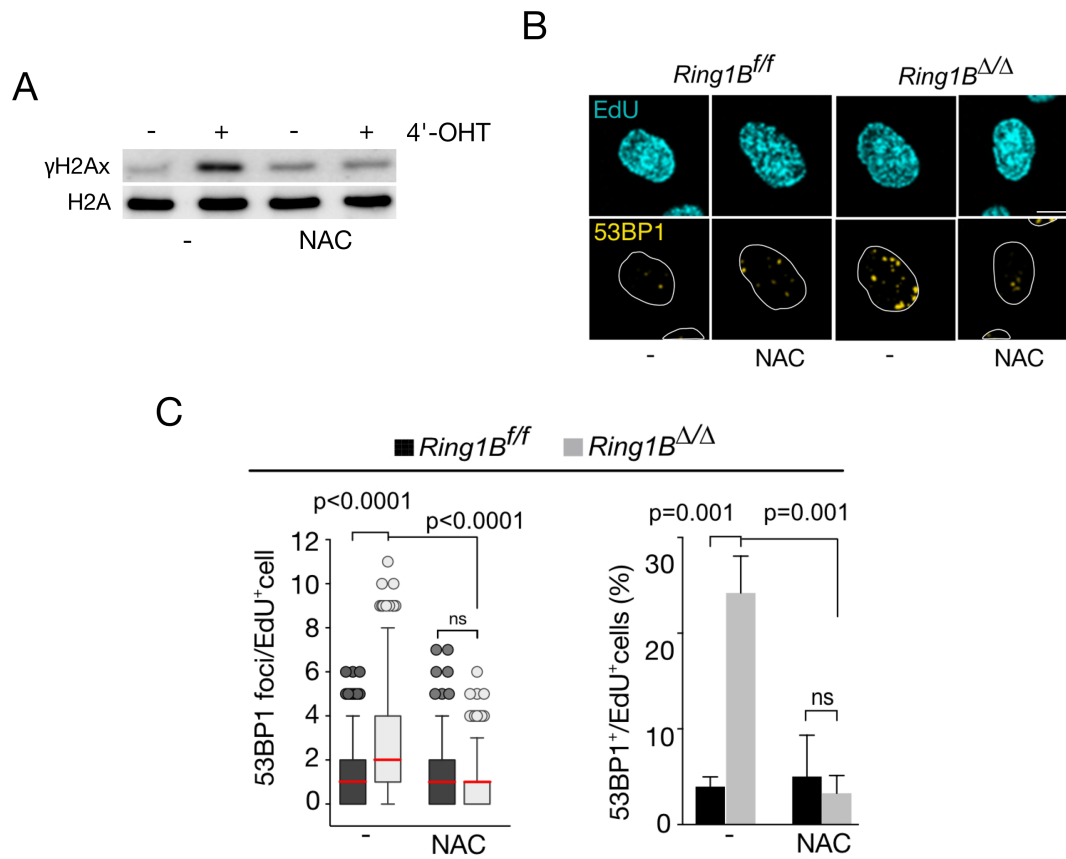 A
- + - + 4'-OHT
γH2Ax
H2A
- NAC
B
Ring1B^f/f Ring1B^Δ/Δ
EdU
53BP1
- NAC - NAC
C
Ring1B^f/f Ring1B^Δ/Δ
p<0.0001
p<0.0001
53BP1 foci/EdU⁺cell
12
10
8
6
4
2
0
ns
- NAC
p=0.001 p=0.001
53BP1⁺/EdU⁺cells (%)
30
20
10
0
ns
- NAC